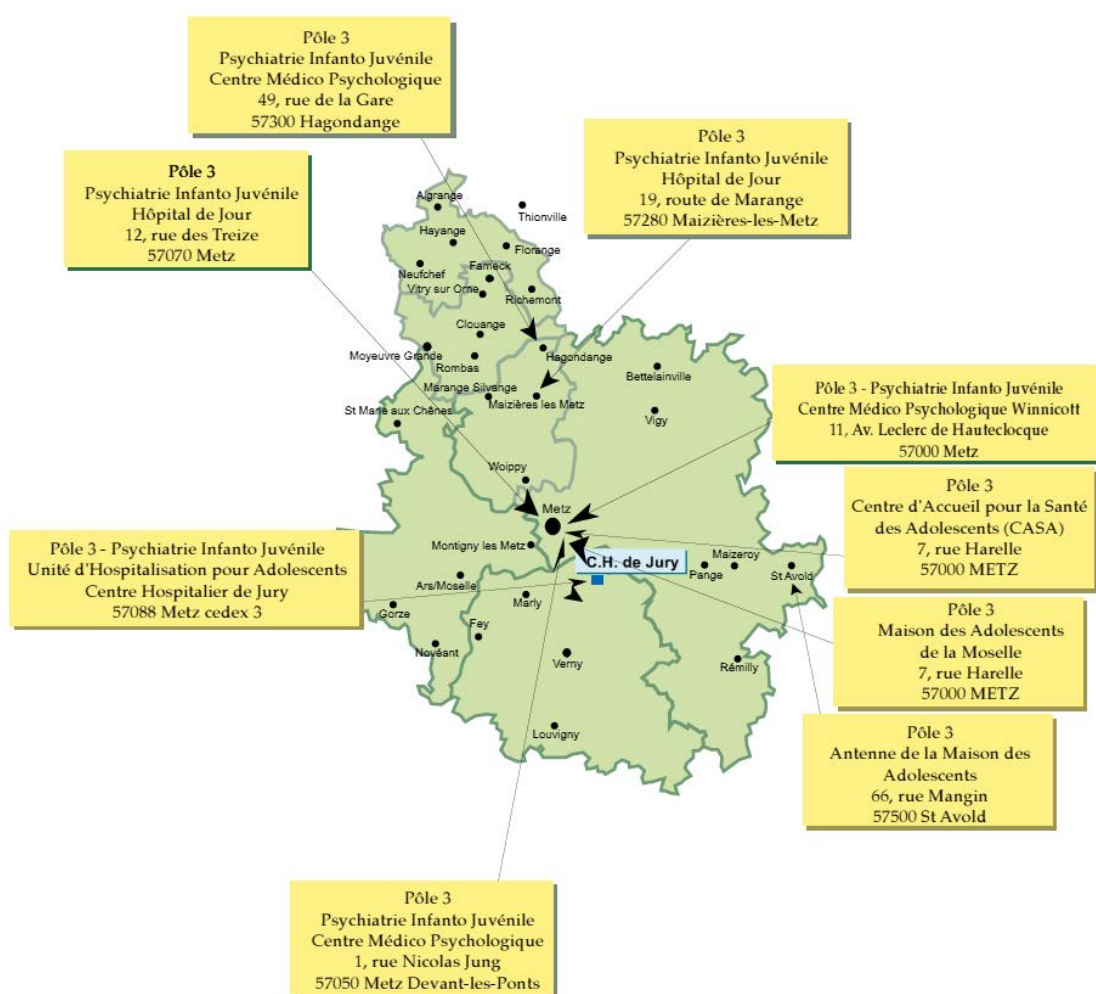 Pôle 3
Psychiatrie Infanto Juvénile
Centre Médico Psychologique
49, rue de la Gare
57300 Hagondange
Pôle 3
Psychiatrie Infanto Juvénile
Hôpital de Jour
19, route de Marange
57280 Maizières-les-Metz
Pôle 3
Psychiatrie Infanto Juvénile
Hôpital de Jour
12, rue des Treize
57070 Metz
Algrange
Thionville
Hayange
Florange
Neufchef
Fameck
Vitry sur Orne
Richemont
Clouange
Moyeuvre Grande
Rombas
Hagondange
Bettelainville
Marange Silvange
Maizières les Metz
St Marie aux Chênes
Vigy
Pôle 3 - Psychiatrie Infanto Juvénile
Centre Médico Psychologique Winnicott
11, Av. Leclerc de Hauteclocque
57000 Metz
Woippy
Metz
Pôle 3
Centre d'Accueil pour la Santé
des Adolescents (CASA)
7, rue Harelle
57000 METZ
Pôle 3 - Psychiatrie Infanto Juvénile
Unité d'Hospitalisation pour Adolescents
Centre Hospitalier de Jury
57088 Metz cedex 3
Montigny les Metz
C.H. de Jury
Maizeroy
Pange
St Avold
Ars/Moselle
Marly
Gorze
Fey
Novéant
Verny
Rémilly
Pôle 3
Maison des Adolescents
de la Moselle
7, rue Harelle
57000 METZ
Louvigny
Pôle 3
Antenne de la Maison des
Adolescents
66, rue Mangin
57500 St Avold
Pôle 3
Psychiatrie Infanto Juvénile
Centre Médico Psychologique
1, rue Nicolas Jung
57050 Metz Devant-les-Ponts